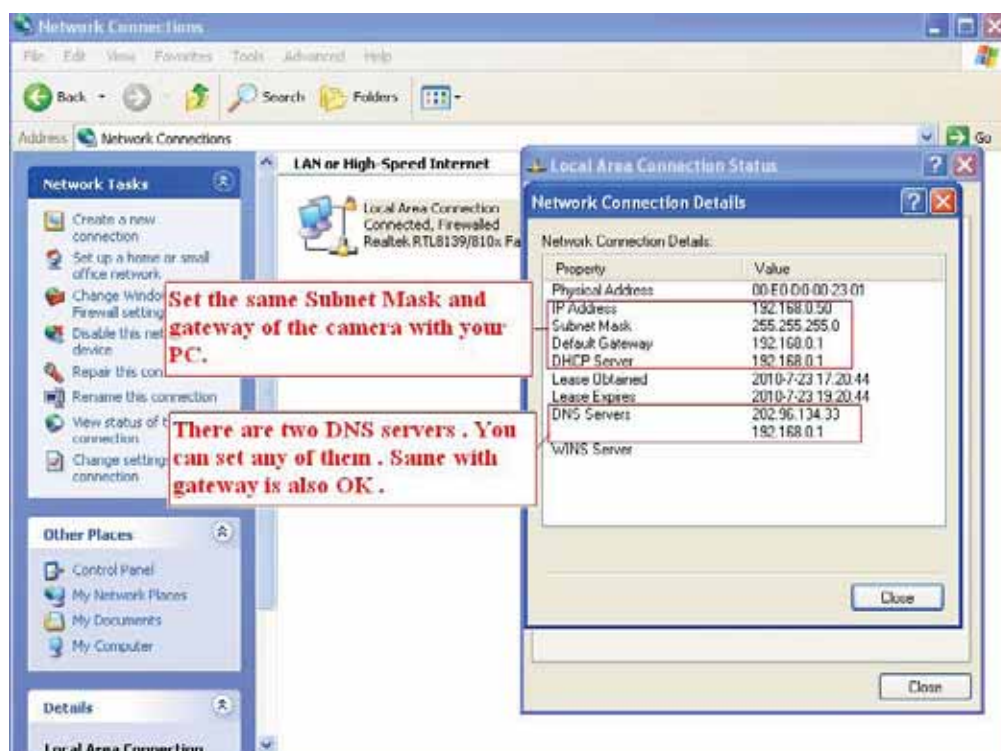 Network Connections
File Edit View Favorites Tools Advanced Help
Back Search Folders
Address Network Connections Go
Network Tasks
Create a new
connection
Set up a home or small
office network
Change Windo
Firewall setting
Disable this net
device
Repair this con
Rename this connection
View status of t
connection
Change setting
connection
Other Places
Control Panel
My Network Places
My Documents
My Computer
Details
Local Area Connection
LAN or High-Speed Internet
Local Area Connection
Connected, Firewalled
Realtek RTL8139/810x Fa
Set the same Subnet Mask and
gateway of the camera with your
PC.
There are two DNS servers . You
can set any of them . Same with
gateway is also OK .
Local Area Connection Status
Network Connection Details
Network Connection Details:
Property Value
Physical Address 00-E0-D0-00-23-01
IP Address 192.168.0.50
Subnet Mask 255.255.255.0
Default Gateway 192.168.0.1
DHCP Server 192.168.0.1
Lease Obtained 2010-7-23 17:20:44
Lease Expires 2010-7-23 19:20:44
DNS Servers 202.96.134.33
192.168.0.1
WINS Server
Close
Close